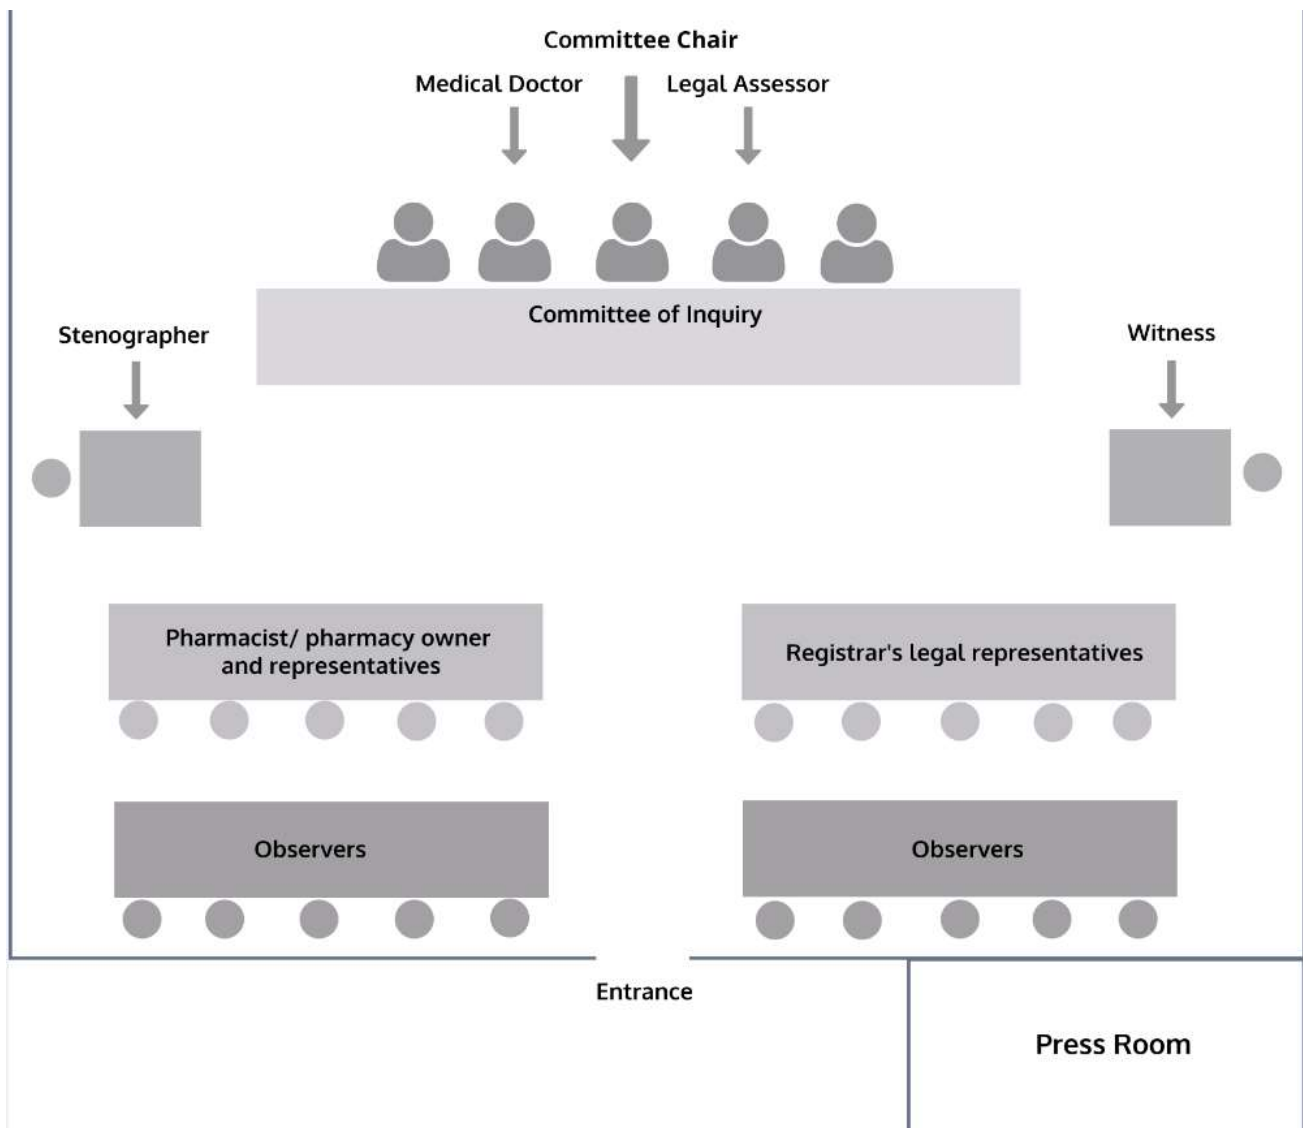 Committee Chair
Medical Doctor
Legal Assessor
Committee of Inquiry
Stenographer
Witness
Pharmacist/ pharmacy owner
and representatives
Registrar's legal representatives
Observers
Observers
Entrance
Press Room